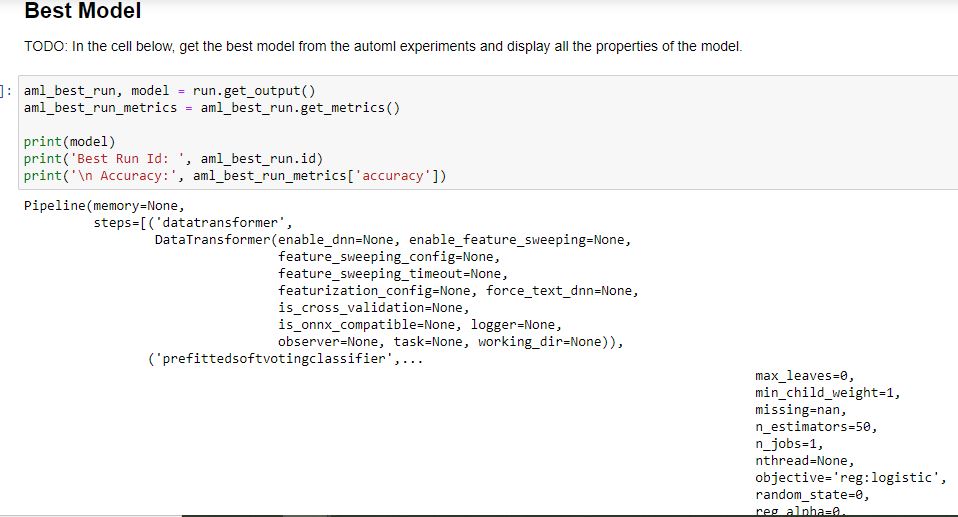 Best Model
TODO: In the cell below, get the best model from the automl experiments and display all the properties of the model.
]: aml_best_run, model = run.get_output()
aml_best_run_metrics = aml_best_run.get_metrics()
print(model)
print('Best Run Id: ', aml_best_run.id)
print('\n Accuracy:', aml_best_run_metrics['accuracy'])
Pipeline(memory=None,
steps=[('datatransformer',
DataTransformer(enable_dnn=None, enable_feature_sweeping=None,
feature_sweeping_config=None,
feature_sweeping_timeout=None,
featurization_config=None, force_text_dnn=None,
is_cross_validation=None,
is_onnx_compatible=None, logger=None,
observer=None, task=None, working_dir=None)),
('prefittedsoftvotingclassifier',...
max_leaves=0,
min_child_weight=1,
missing=nan,
n_estimators=50,
n_jobs=1,
nthread=None,
objective='reg:logistic',
random_state=0,
reg_alpha=0,